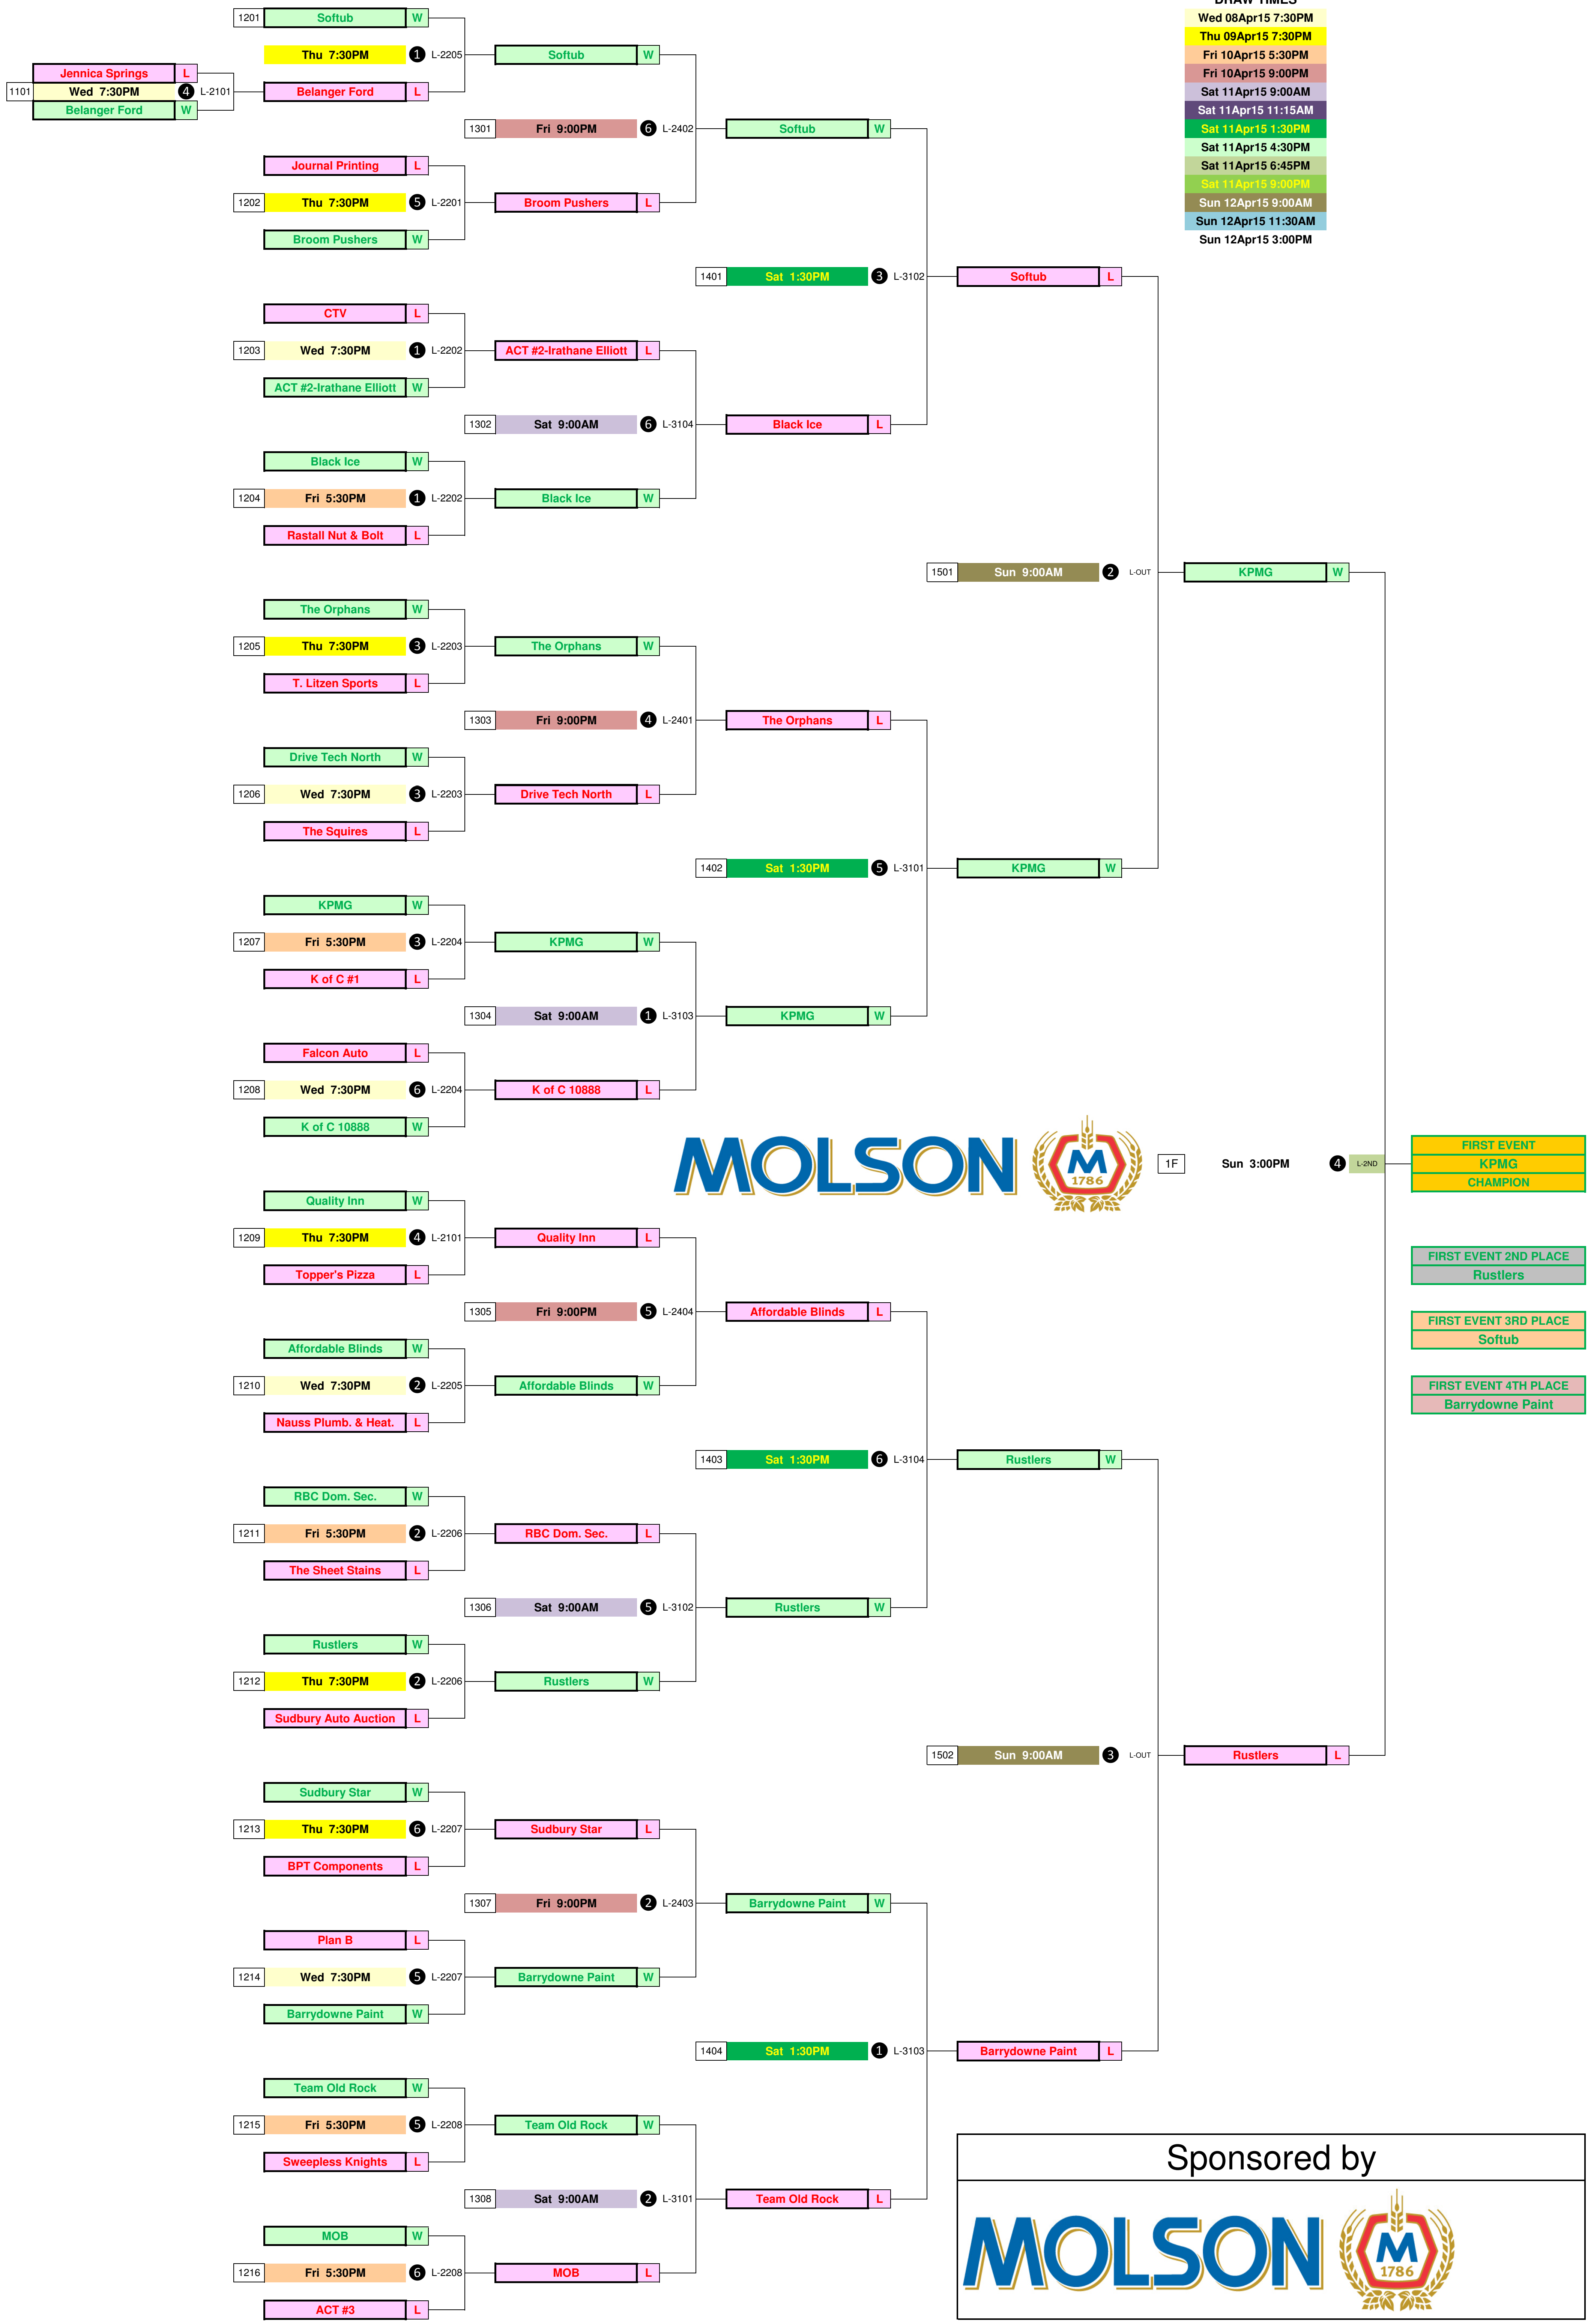 DRAW TIMES
Wed 08Apr15 7:30PM
Thu 09Apr15 7:30PM
Fri 10Apr15 5:30PM
Fri 10Apr15 9:00PM
Sat 11Apr15 9:00AM
Sat 11Apr15 11:15AM
Sat 11Apr15 1:30PM
Sat 11Apr15 4:30PM
Sat 11Apr15 6:45PM
Sat 11Apr15 9:00PM
Sun 12Apr15 9:00AM
Sun 12Apr15 11:30AM
Sun 12Apr15 3:00PM
Jennica Springs L
1101 Wed 7:30PM 4 L-2101
Belanger Ford W
1201 Softub W
Thu 7:30PM 1 L-2205
Belanger Ford L
Journal Printing L
1202 Thu 7:30PM 5 L-2201
Broom Pushers W
CTV L
1203 Wed 7:30PM 1 L-2202
ACT #2-Irathane Elliott W
Black Ice W
1204 Fri 5:30PM 1 L-2202
Rastall Nut & Bolt L
The Orphans W
1205 Thu 7:30PM 3 L-2203
T. Litzen Sports L
Drive Tech North W
1206 Wed 7:30PM 3 L-2203
The Squires L
KPMG W
1207 Fri 5:30PM 3 L-2204
K of C #1 L
Falcon Auto L
1208 Wed 7:30PM 6 L-2204
K of C 10888 W
Quality Inn W
1209 Thu 7:30PM 4 L-2101
Topper's Pizza L
Affordable Blinds W
1210 Wed 7:30PM 2 L-2205
Nauss Plumb. & Heat. L
RBC Dom. Sec. W
1211 Fri 5:30PM 2 L-2206
The Sheet Stains L
Rustlers W
1212 Thu 7:30PM 2 L-2206
Sudbury Auto Auction L
Sudbury Star W
1213 Thu 7:30PM 6 L-2207
BPT Components L
Plan B L
1214 Wed 7:30PM 5 L-2207
Barrydowne Paint W
Team Old Rock W
1215 Fri 5:30PM 5 L-2208
Sweepless Knights L
MOB W
1216 Fri 5:30PM 6 L-2208
ACT #3 L
Softub W
1301 Fri 9:00PM 6 L-2402
Broom Pushers L
ACT #2-Irathane Elliott L
1302 Sat 9:00AM 6 L-3104
Black Ice W
The Orphans W
1303 Fri 9:00PM 4 L-2401
Drive Tech North L
KPMG W
1304 Sat 9:00AM 1 L-3103
K of C 10888 L
Quality Inn L
1305 Fri 9:00PM 5 L-2404
Affordable Blinds W
RBC Dom. Sec. L
1306 Sat 9:00AM 5 L-3102
Rustlers W
Sudbury Star L
1307 Fri 9:00PM 2 L-2403
Barrydowne Paint W
Team Old Rock W
1308 Sat 9:00AM 2 L-3101
MOB L
Softub W
1401 Sat 1:30PM 3 L-3102
Black Ice L
The Orphans L
1402 Sat 1:30PM 5 L-3101
KPMG W
Affordable Blinds L
1403 Sat 1:30PM 6 L-3104
Rustlers W
Barrydowne Paint W
1404 Sat 1:30PM 1 L-3103
Team Old Rock L
Softub L
1501 Sun 9:00AM 2 L-OUT
KPMG W
Rustlers W
1502 Sun 9:00AM 3 L-OUT
Barrydowne Paint L
KPMG W
MOLSON M 1786
1F Sun 3:00PM 4 L-2ND
Rustlers L
FIRST EVENT
KPMG
CHAMPION
FIRST EVENT 2ND PLACE
Rustlers
FIRST EVENT 3RD PLACE
Softub
FIRST EVENT 4TH PLACE
Barrydowne Paint
Sponsored by
MOLSON M 1786